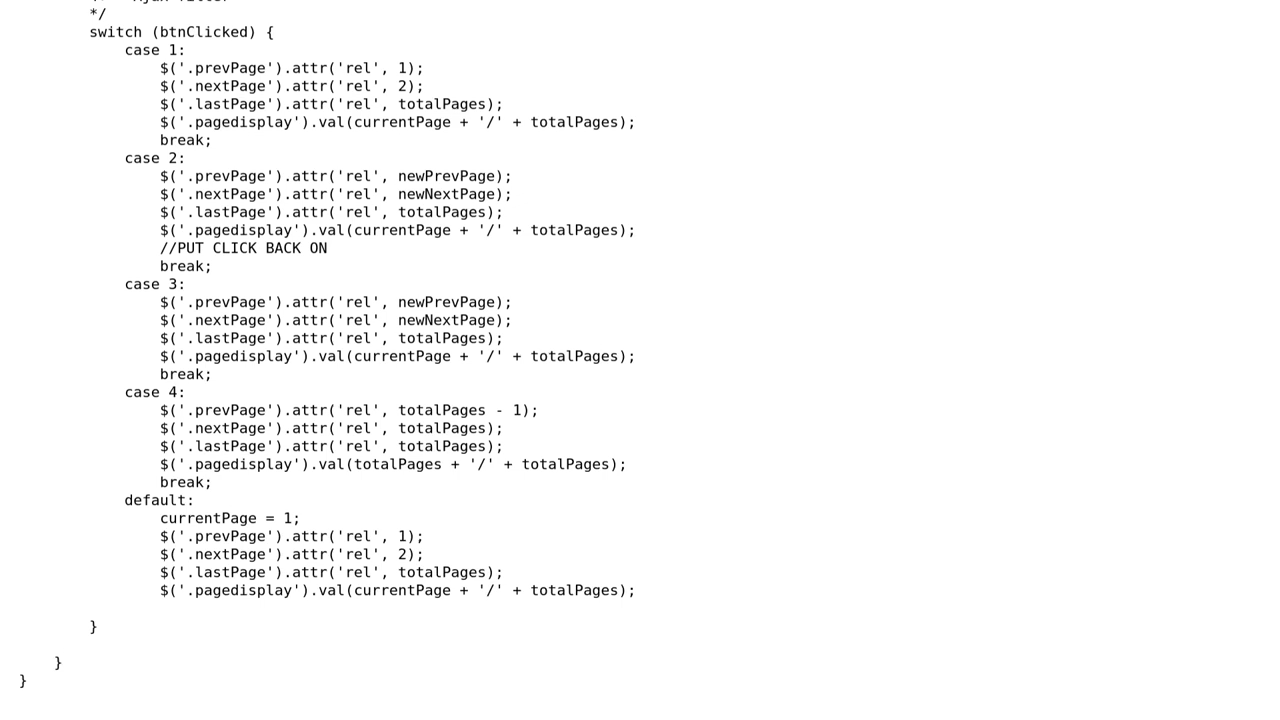 */
switch (btnClicked) {
case 1:
$('.prevPage').attr('rel', 1);
$('.nextPage').attr('rel', 2);
$('.lastPage').attr('rel', totalPages);
$('.pagedisplay').val(currentPage + '/' + totalPages);
break;
case 2:
$('.prevPage').attr('rel', newPrevPage);
$('.nextPage').attr('rel', newNextPage);
$('.lastPage').attr('rel', totalPages);
$('.pagedisplay').val(currentPage + '/' + totalPages);
//PUT CLICK BACK ON
break;
case 3:
$('.prevPage').attr('rel', newPrevPage);
$('.nextPage').attr('rel', newNextPage);
$('.lastPage').attr('rel', totalPages);
$('.pagedisplay').val(currentPage + '/' + totalPages);
break;
case 4:
$('.prevPage').attr('rel', totalPages - 1);
$('.nextPage').attr('rel', totalPages);
$('.lastPage').attr('rel', totalPages);
$('.pagedisplay').val(totalPages + '/' + totalPages);
break;
default:
currentPage = 1;
$('.prevPage').attr('rel', 1);
$('.nextPage').attr('rel', 2);
$('.lastPage').attr('rel', totalPages);
$('.pagedisplay').val(currentPage + '/' + totalPages);
}
}
}